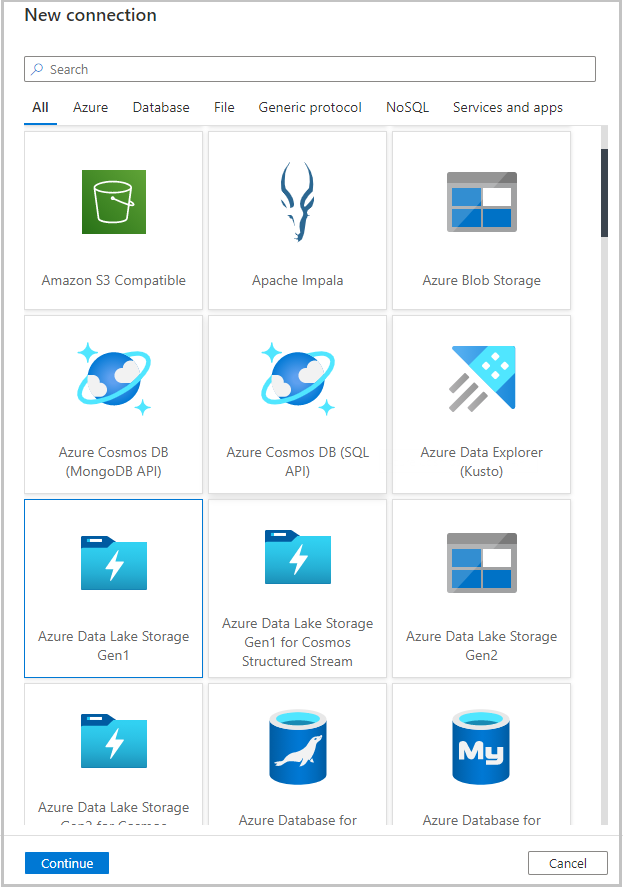 New connection
Search
All Azure Database File Generic protocol NoSQL Services and apps
Amazon S3 Compatible
Apache Impala
Azure Blob Storage
Azure Cosmos DB
(MongoDB API)
Azure Cosmos DB (SQL
API)
Azure Data Explorer
(Kusto)
Azure Data Lake Storage
Gen1
Azure Data Lake Storage
Gen1 for Cosmos
Structured Stream
Azure Data Lake Storage
Gen2
Azure Data Lake Storage
Gen2 for Cosmos
Azure Database for
My
Azure Database for
Continue
Cancel